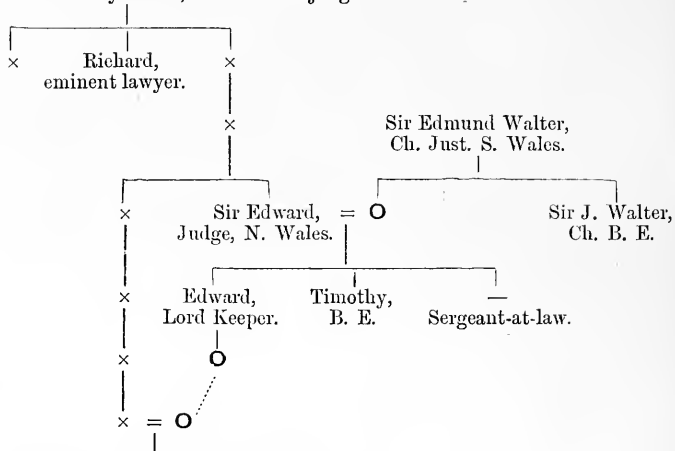 Richard,
eminent lawyer.
Sir Edmund Walter,
Ch. Just. S. Wales.
Sir Edward, = O
Judge, N. Wales.
Sir J. Walter,
Ch. B. E.
Edward,
Lord Keeper.
Timothy,
B. E.
—
Sergeant-at-law.
O
× = O